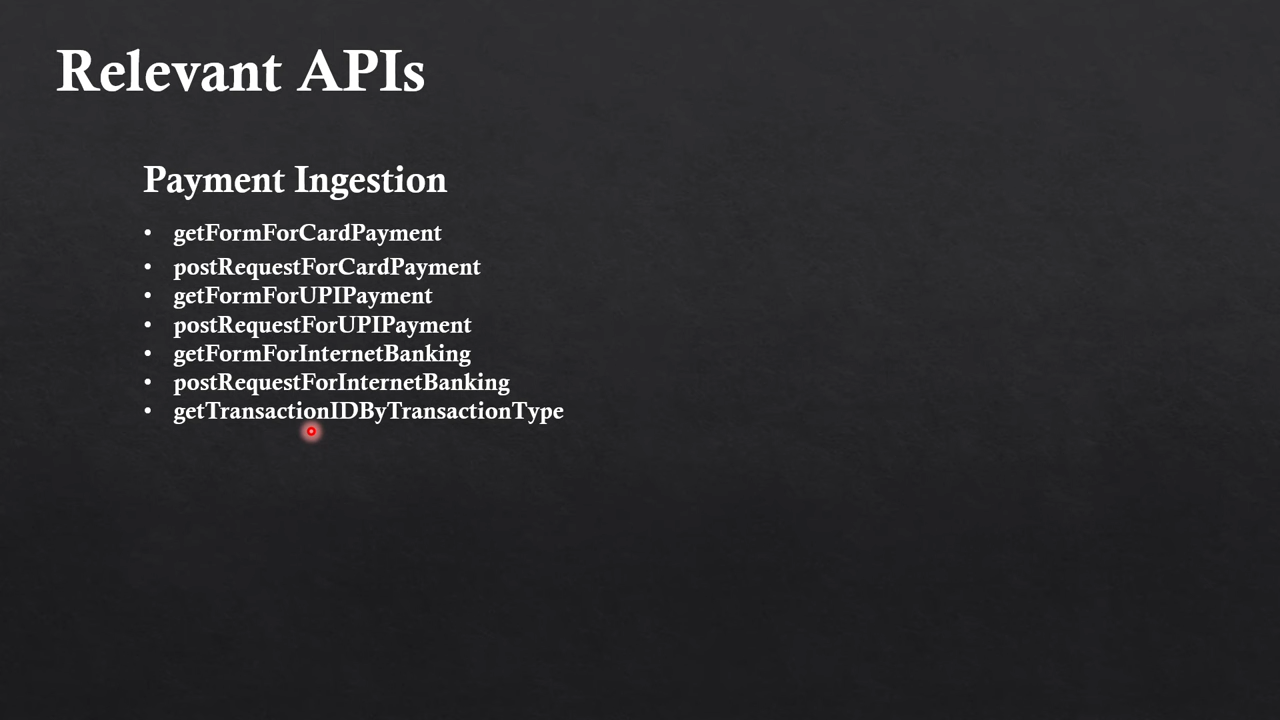 Relevant APIs
Payment Ingestion
• getFormForCardPayment
• postRequestForCardPayment
• getFormForUPIPayment
• postRequestForUPIPayment
• getFormForInternetBanking
• postRequestForInternetBanking
• getTransactionIDByTransactionType